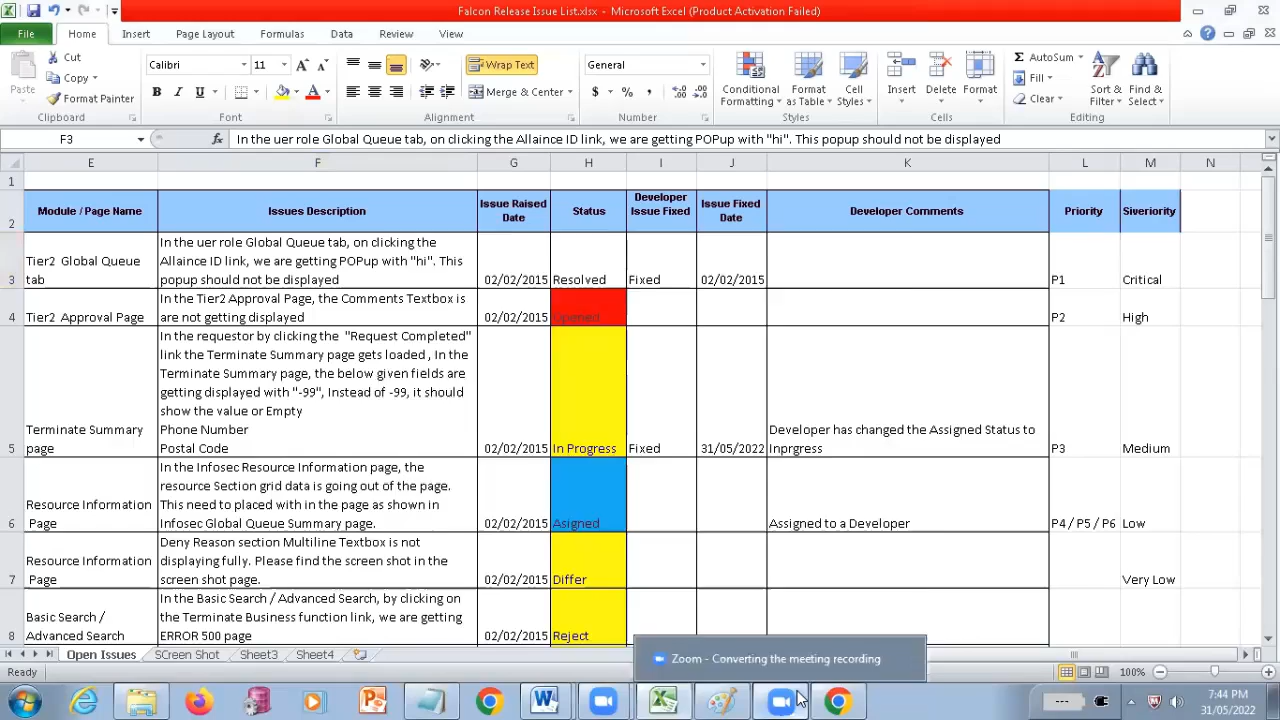 Falcon Release Issue List.xlsx - Microsoft Excel (Product Activation Failed)
File Home Insert Page Layout Formulas Data Review View
Cut
Copy
Format Painter
Paste
Clipboard
Calibri 11
B I U
Font
Wrap Text
Merge & Center
Alignment
General
$ % ,
Number
Conditional Formatting
Format as Table
Cell Styles
Styles
Insert Delete Format
Cells
AutoSum
Fill
Clear
Sort & Filter
Find & Select
Editing
F3 fx In the uer role Global Queue tab, on clicking the Allaince ID link, we are getting POPup with "hi". This popup should not be displayed
E F G H I J K L M N
1
2
Module / Page Name
Issues Description
Issue Raised
Date
Status
Developer
Issue Fixed
Issue Fixed
Date
Developer Comments
Priority
Siveriority
3
Tier2 Global Queue
tab
In the uer role Global Queue tab, on clicking the
Allaince ID link, we are getting POPup with "hi". This
popup should not be displayed
02/02/2015 Resolved Fixed 02/02/2015 P1 Critical
4
Tier2 Approval Page
In the Tier2 Approval Page, the Comments Textbox is
are not getting displayed
02/02/2015 Opened P2 High
5
Terminate Summary
page
In the requestor by clicking the "Request Completed"
link the Terminate Summary page gets loaded , In the
Terminate Summary page, the below given fields are
getting displayed with "-99", Instead of -99, it should
show the value or Empty
Phone Number
Postal Code
02/02/2015 In Progress Fixed 31/05/2022
Developer has changed the Assigned Status to
Inprgress
P3 Medium
6
Resource Information
Page
In the Infosec Resource Information page, the
resource Section grid data is going out of the page.
This need to placed with in the page as shown in
Infosec Global Queue Summary page.
02/02/2015 Asigned Assigned to a Developer P4 / P5 / P6 Low
7
Resource Information
Page
Deny Reason section Multiline Textbox is not
displaying fully. Please find the screen shot in the
screen shot page.
02/02/2015 Differ Very Low
8
Basic Search /
Advanced Search
In the Basic Search / Advanced Search, by clicking on
the Terminate Business function link, we are getting
ERROR 500 page
02/02/2015 Reject
Zoom - Converting the meeting recording
Open Issues SCreen Shot Sheet3 Sheet4
Ready 100%
7:44 PM
31/05/2022